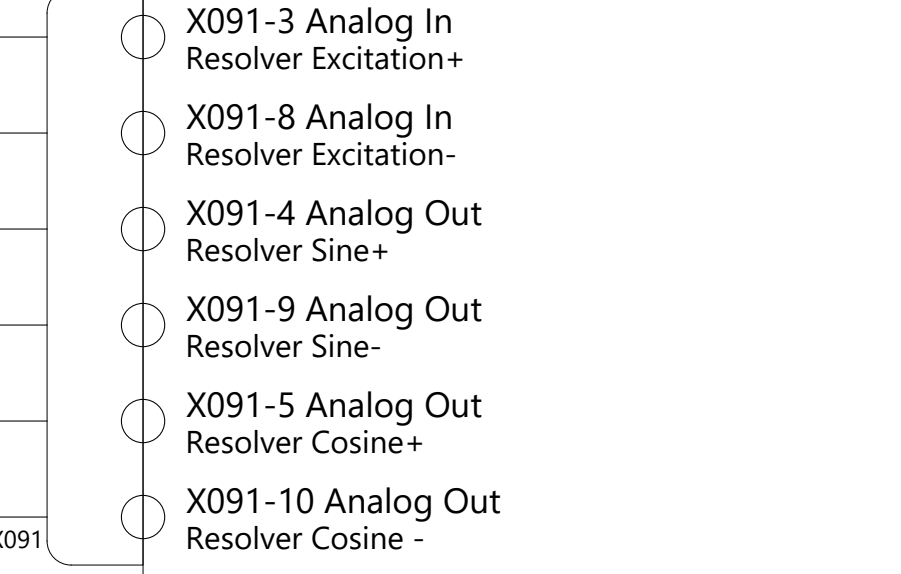 X091-3 Analog In
Resolver Excitation+
X091-8 Analog In
Resolver Excitation-
X091-4 Analog Out
Resolver Sine+
X091-9 Analog Out
Resolver Sine-
X091-5 Analog Out
Resolver Cosine+
X091-10 Analog Out
Resolver Cosine -
X091